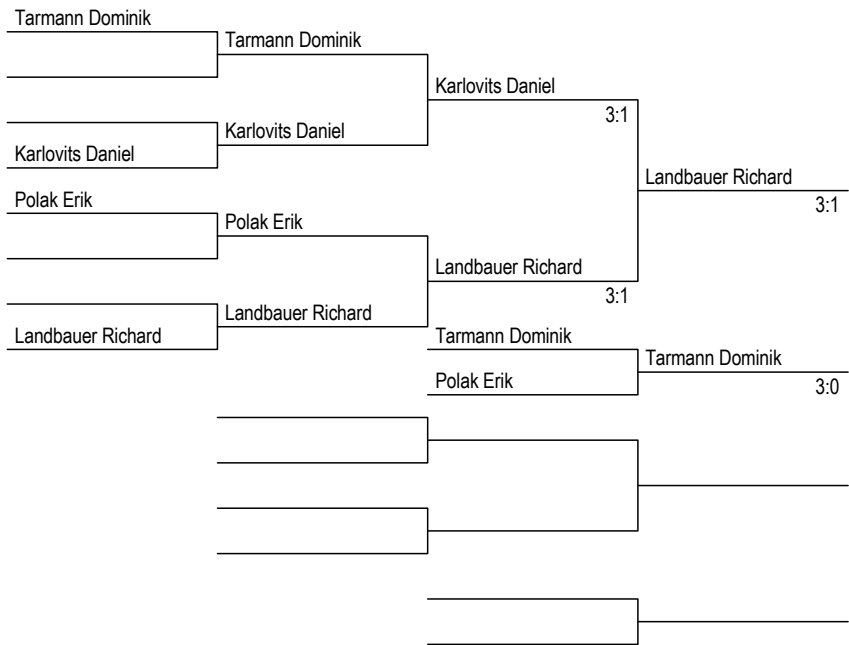 Tarmann Dominik
Tarmann Dominik
Karlovits Daniel
3:1
Karlovits Daniel
Karlovits Daniel
Landbauer Richard
3:1
Polak Erik
Polak Erik
Landbauer Richard
3:1
Landbauer Richard
Landbauer Richard
Tarmann Dominik
Tarmann Dominik
3:0
Polak Erik